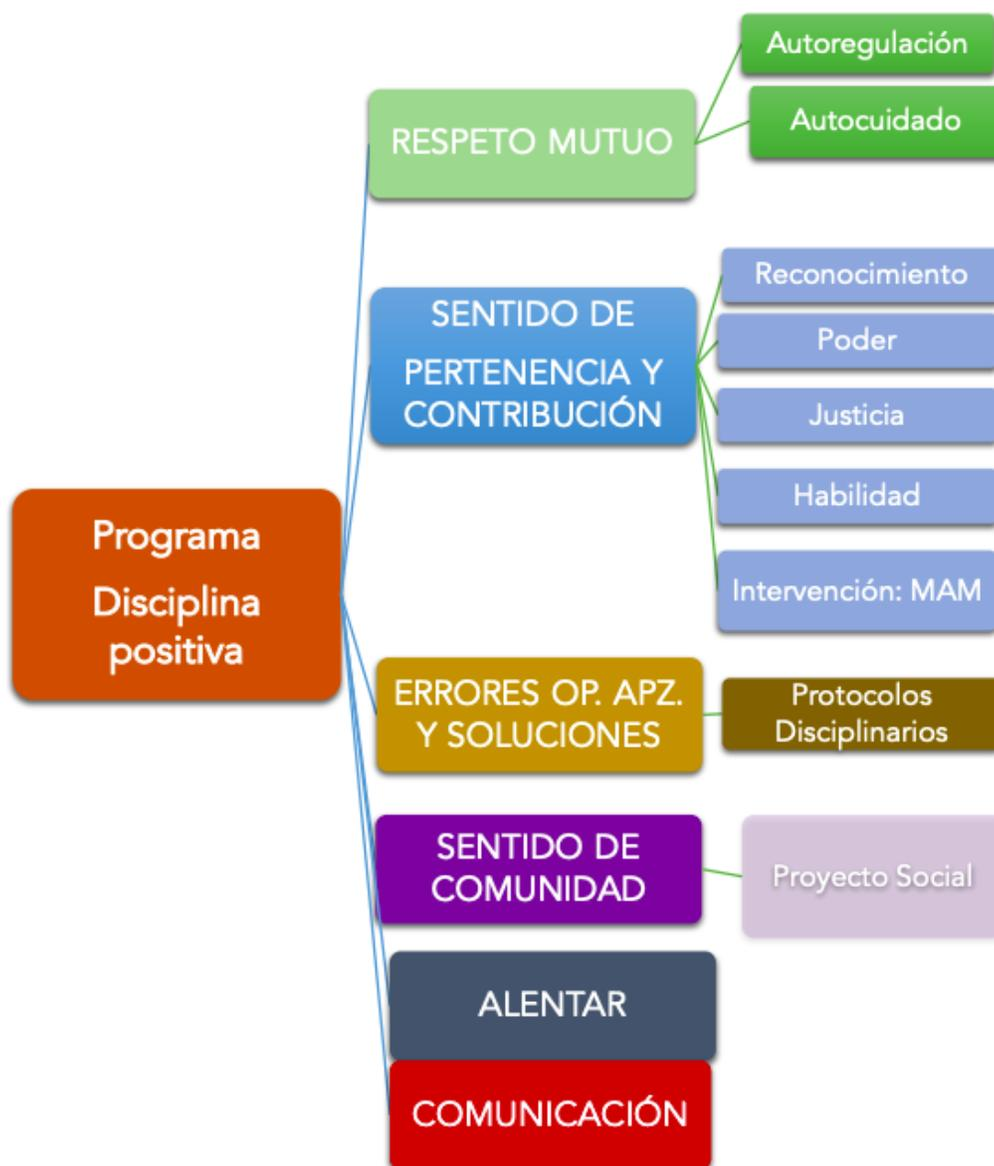 Programa
Disciplina
positiva
RESPETO MUTUO
Autoregulación
Autocuidado
SENTIDO DE
PERTENENCIA Y
CONTRIBUCIÓN
Reconocimiento
Poder
Justicia
Habilidad
Intervención: MAM
ERRORES OP. APZ.
Y SOLUCIONES
Protocolos
Disciplinarios
SENTIDO DE
COMUNIDAD
Proyecto Social
ALENTAR
COMUNICACIÓN